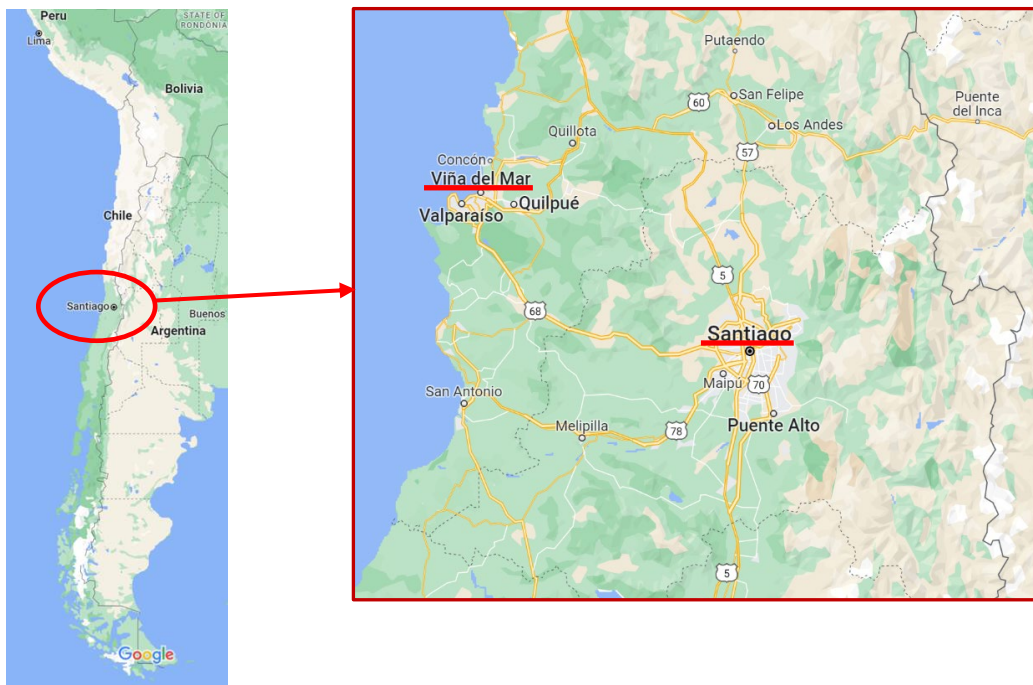 Peru
STATE OF
RONDÔNIA
Lima
Bolivia
Chile
Santiago
Buenos
Argentina
Google
Putaendo
60
San Felipe
Los Andes
Puente
del Inca
Quillota
57
Concón
Viña del Mar
Quilpué
Valparaíso
5
68
Santiago
Maipú
70
San Antonio
Puente Alto
Melipilla
78
5